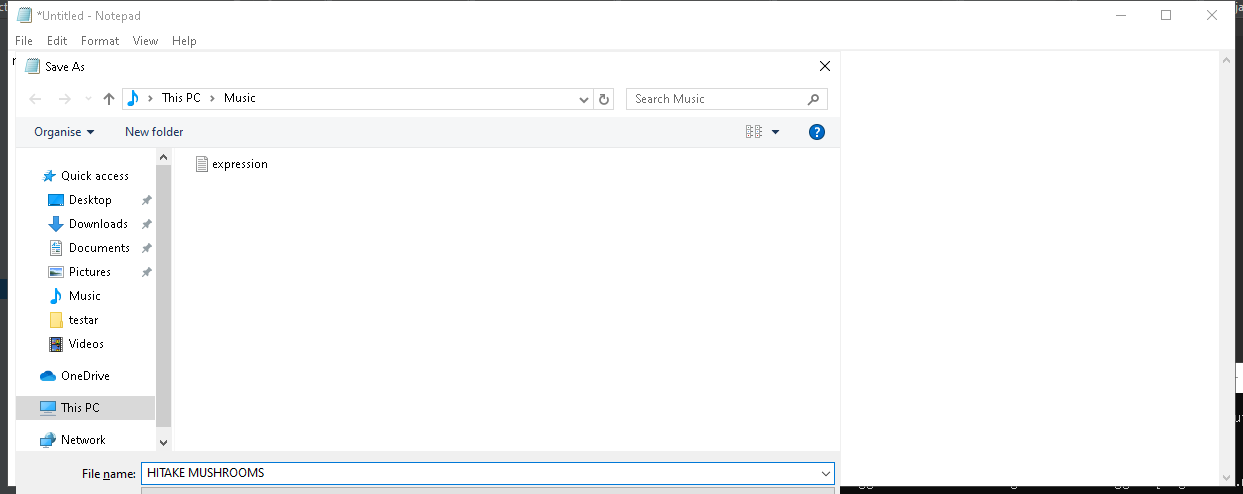 *Untitled - Notepad
File Edit Format View Help
Save As
This PC Music
Search Music
Organise New folder
expression
Quick access
Desktop
Downloads
Documents
Pictures
Music
testar
Videos
OneDrive
This PC
Network
File name: HITAKE MUSHROOMS